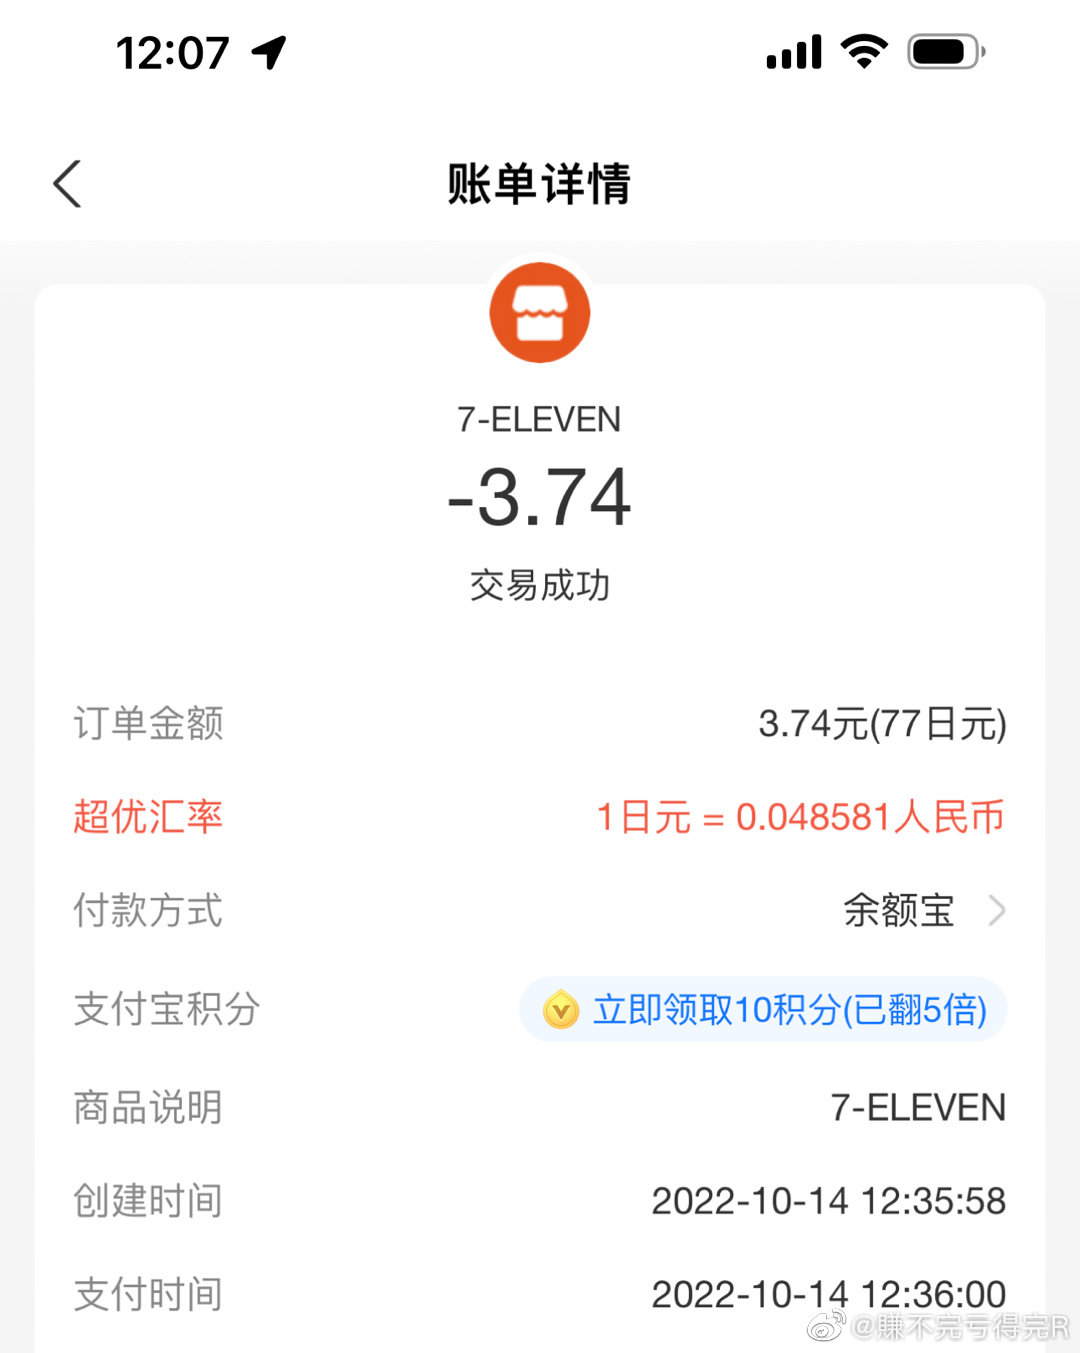 12:07
账单详情
7-ELEVEN
-3.74
交易成功
订单金额 3.74元(77日元)
超优汇率 1日元 = 0.048581人民币
付款方式 余额宝
支付宝积分 立即领取10积分(已翻5倍)
商品说明 7-ELEVEN
创建时间 2022-10-14 12:35:58
支付时间 2022-10-14 12:36:00
@賺不完亏得完R